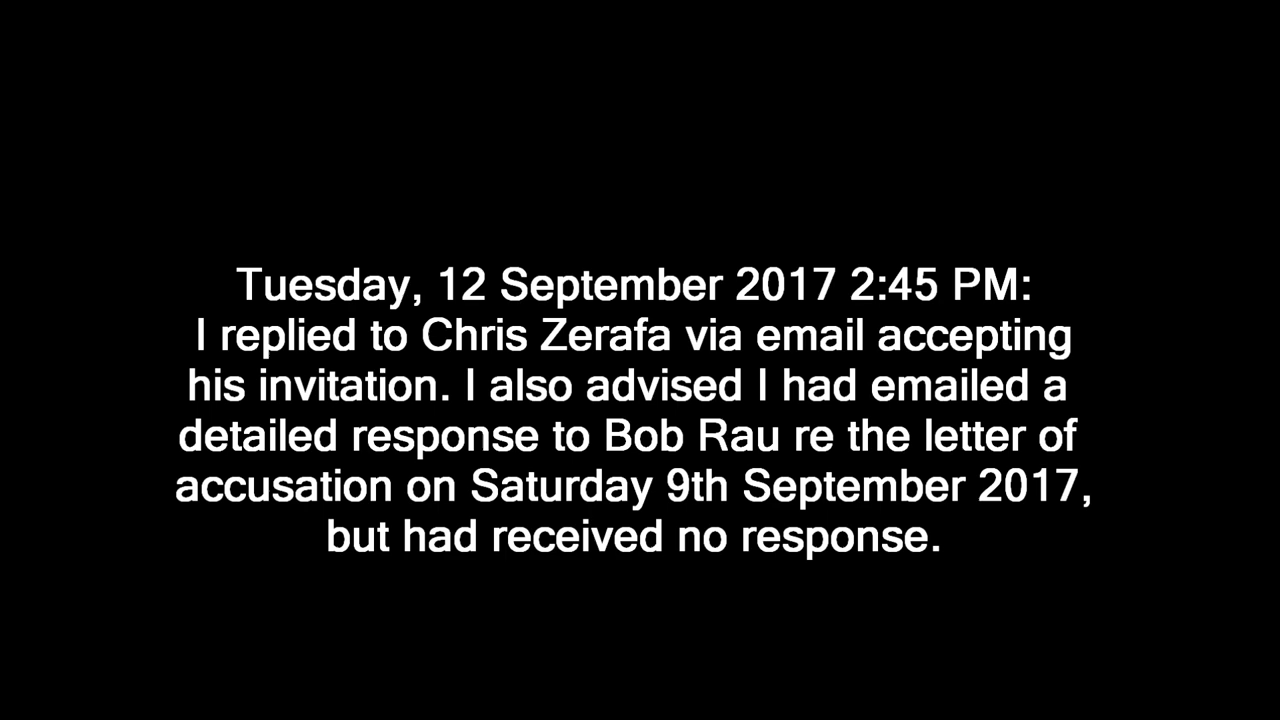 Tuesday, 12 September 2017 2:45 PM:
I replied to Chris Zerafa via email accepting
his invitation. I also advised I had emailed a
detailed response to Bob Rau re the letter of
accusation on Saturday 9th September 2017,
but had received no response.